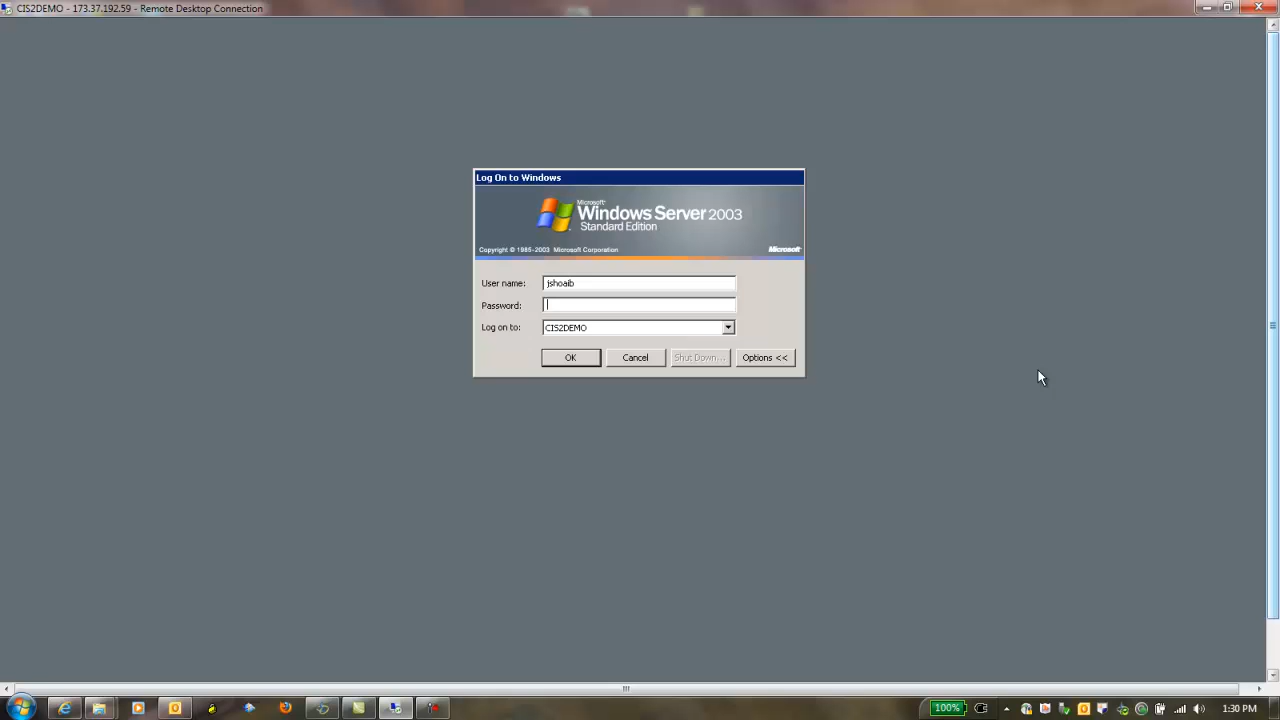 CIS2DEMO - 173.37.192.59 - Remote Desktop Connection
Log On to Windows
Microsoft
Windows Server 2003
Standard Edition
Copyright © 1985-2003 Microsoft Corporation
Microsoft
User name: jshoaib
Password:
Log on to: CIS2DEMO
OK Cancel Shut Down... Options <<
100% 1:30 PM